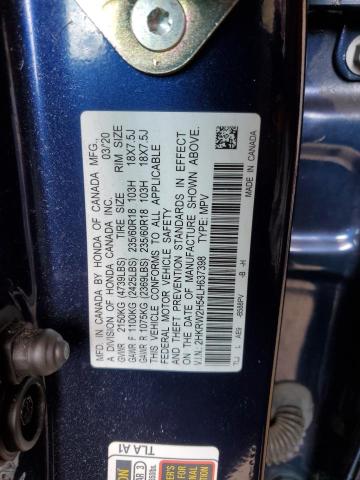 MFD. IN CANADA BY HONDA OF CANADA MFG.,
A DIVISION OF HONDA CANADA INC. 03/20
GVWR 2150KG (4739LBS) TIRE SIZE RIM SIZE
GAWR F 1100KG (2425LBS) 235/60R18 103H 18X7.5J
GAWR R 1075KG (2369LBS) 235/60R18 103H 18X7.5J
THIS VEHICLE CONFORMS TO ALL APPLICABLE
FEDERAL MOTOR VEHICLE SAFETY
AND THEFT PREVENTION STANDARDS IN EFFECT
ON THE DATE OF MANUFACTURE SHOWN ABOVE.
V.I.N.: 2HKRW2H54LH637398 TYPE: MPV
MADE IN CANADA
TLAA1